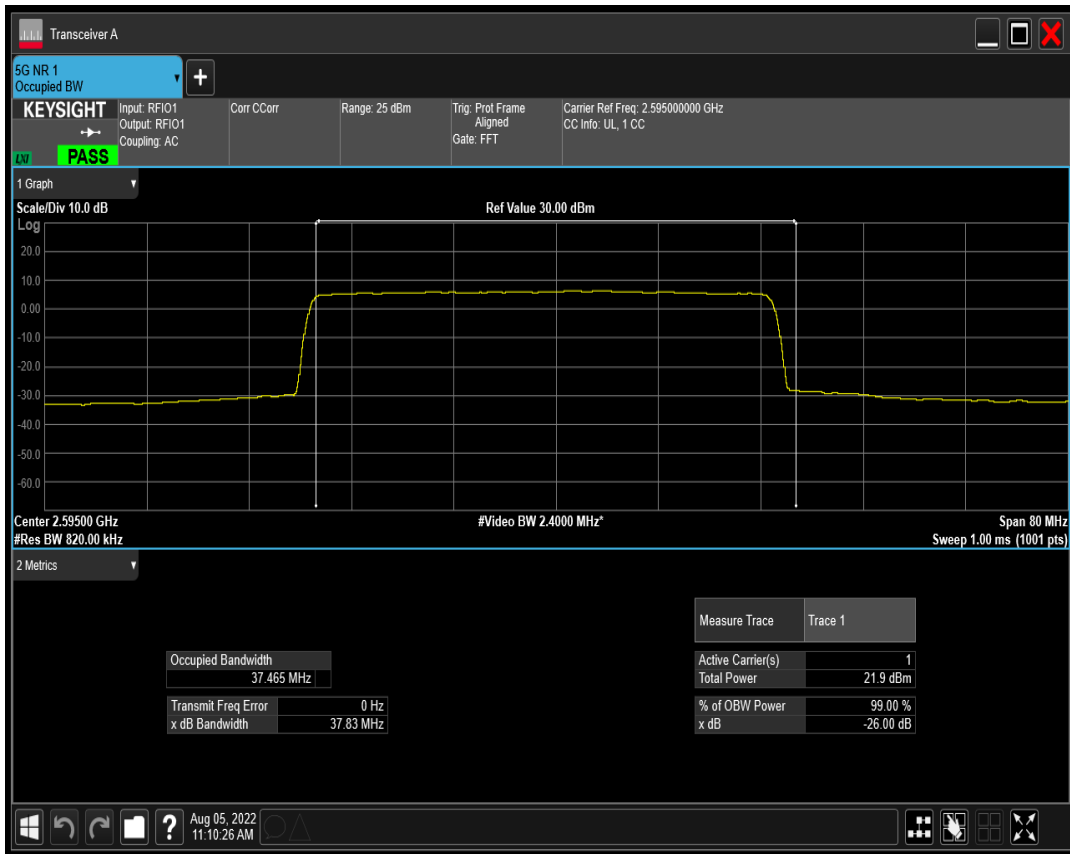 Transceiver A
5G NR 1
Occupied BW
+
KEYSIGHT
LXI
PASS
Input: RFIO1
Output: RFIO1
Coupling: AC
Corr CCorr
Range: 25 dBm
Trig: Prot Frame
Aligned
Gate: FFT
Carrier Ref Freq: 2.595000000 GHz
CC Info: UL, 1 CC
1 Graph
Scale/Div 10.0 dB
Ref Value 30.00 dBm
Log
20.0
10.0
0.00
-10.0
-20.0
-30.0
-40.0
-50.0
-60.0
Center 2.59500 GHz
#Video BW 2.4000 MHz*
Span 80 MHz
#Res BW 820.00 kHz
Sweep 1.00 ms (1001 pts)
2 Metrics
Measure Trace Trace 1
Occupied Bandwidth
37.465 MHz
Active Carrier(s) 1
Total Power 21.9 dBm
Transmit Freq Error 0 Hz
x dB Bandwidth 37.83 MHz
% of OBW Power 99.00 %
x dB -26.00 dB
?
Aug 05, 2022
11:10:26 AM